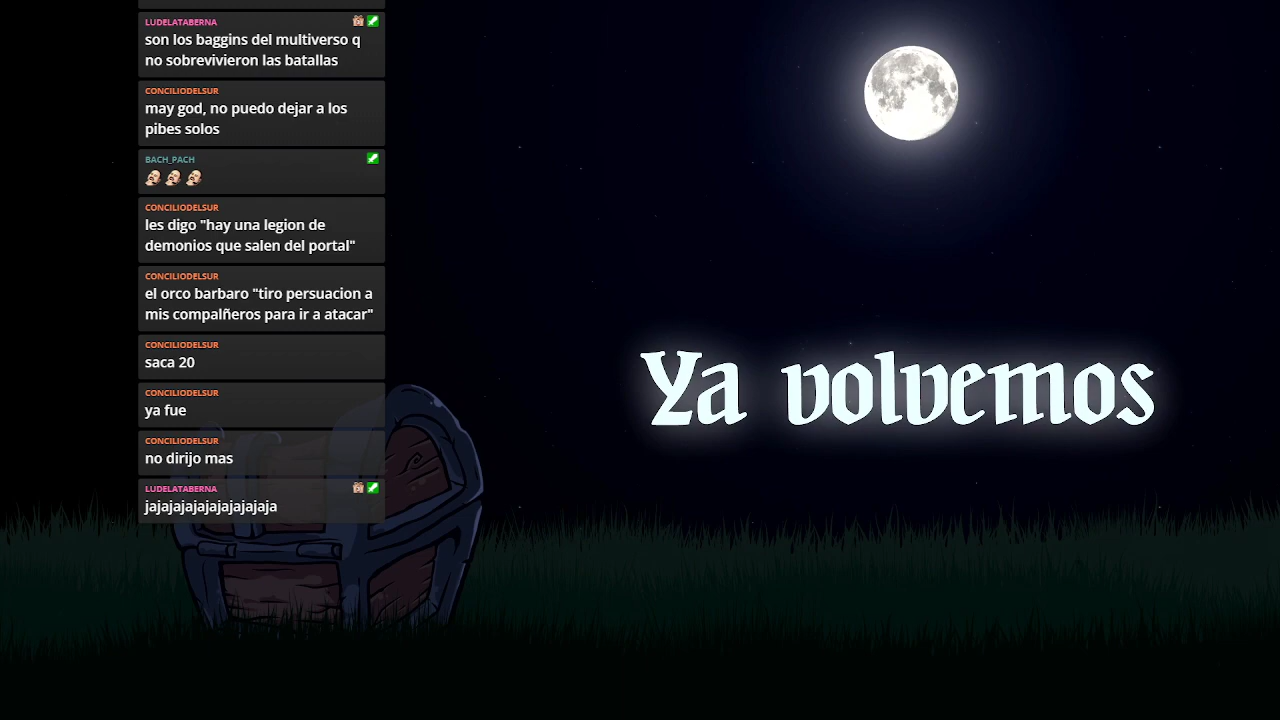 LUDELATABERNA
son los baggins del multiverso q
no sobrevivieron las batallas
CONCILIODELSUR
may god, no puedo dejar a los
pibes solos
BACH_PACH
CONCILIODELSUR
les digo "hay una legion de
demonios que salen del portal"
CONCILIODELSUR
el orco barbaro "tiro persuacion a
mis compalñeros para ir a atacar"
CONCILIODELSUR
saca 20
CONCILIODELSUR
ya fue
CONCILIODELSUR
no dirijo mas
LUDELATABERNA
jajajajajajajajajaja
Ya volvemos